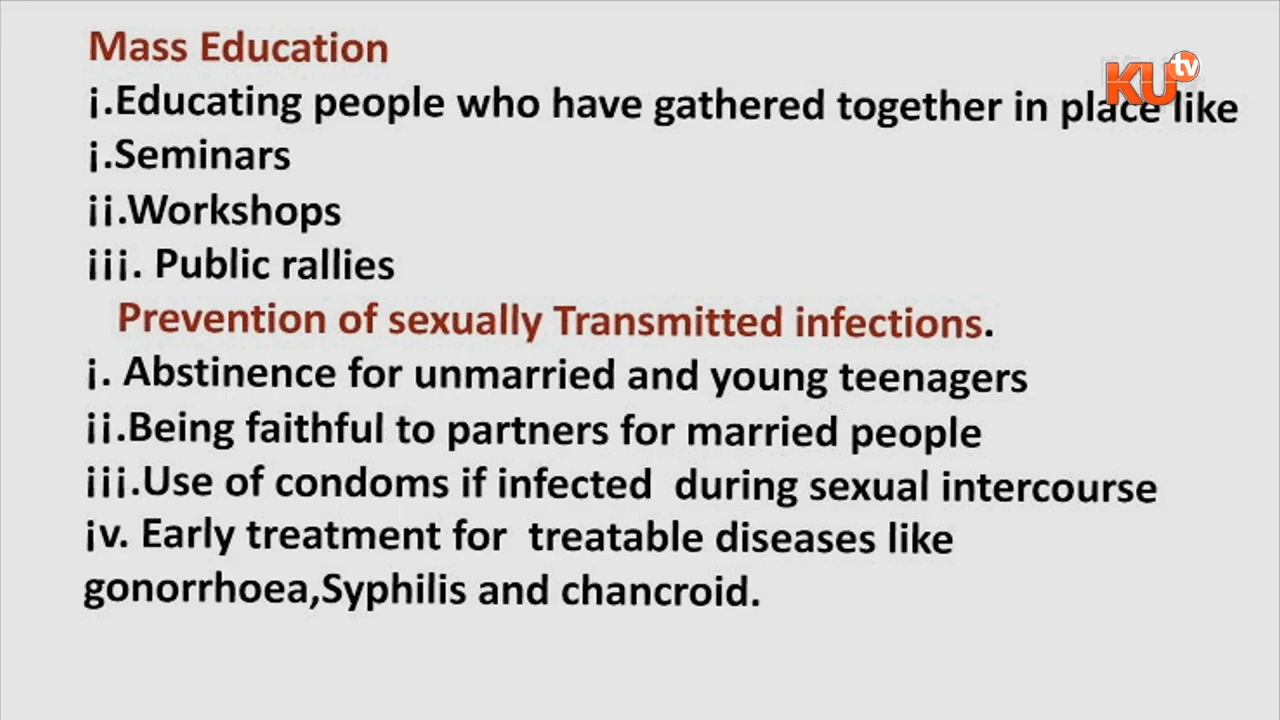 Mass Education
KU tv
¡.Educating people who have gathered together in place like
¡.Seminars
¡¡.Workshops
¡¡¡. Public rallies
Prevention of sexually Transmitted infections.
¡. Abstinence for unmarried and young teenagers
¡¡.Being faithful to partners for married people
¡¡¡.Use of condoms if infected during sexual intercourse
¡v. Early treatment for treatable diseases like
gonorrhoea,Syphilis and chancroid.